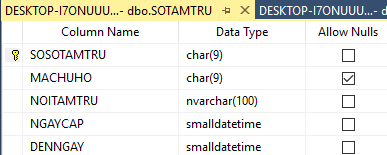 DESKTOP-I7ONUUU...- dbo.SOTAMTRU DESKTOP-I7ONUUU...- d
Column Name Data Type Allow Nulls
SOSOTAMTRU char(9)
MACHUHO char(9)
NOITAMTRU nvarchar(100)
NGAYCAP smalldatetime
DENNGAY smalldatetime